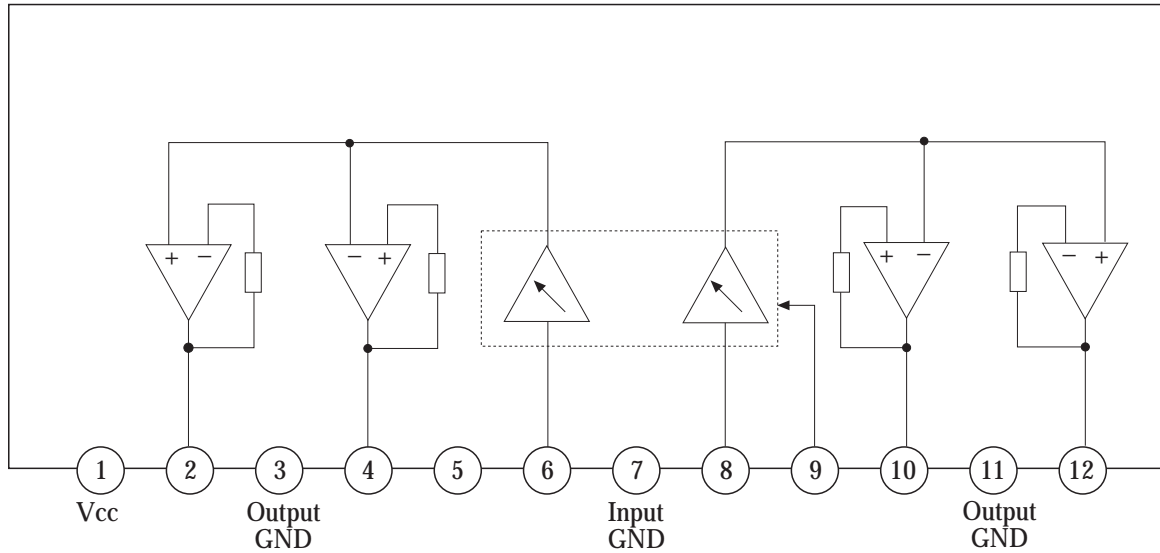 + −
− +
+ −
− +
1 2 3 4 5 6 7 8 9 10 11 12
Vcc
Output
GND
Input
GND
Output
GND